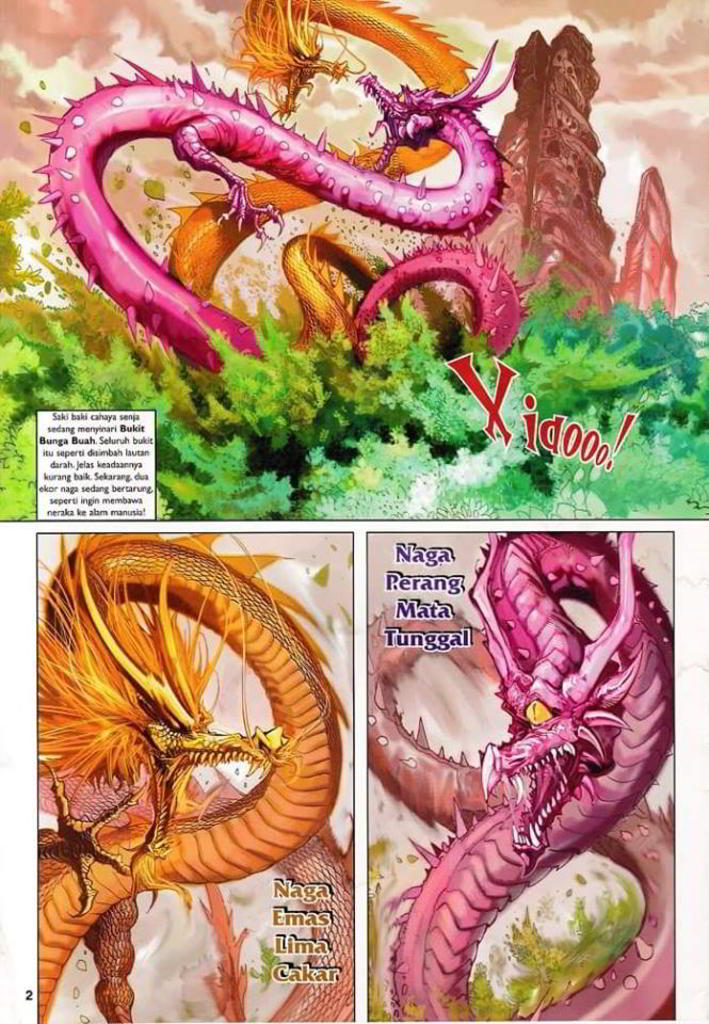 Xiaooo!
Saki baki cahaya senja
sedang menyinari Bukit
Bunga Buah. Seluruh bukit
itu seperti disimbah lautan
darah. Jelas keadaannya
kurang baik. Sekarang, dua
ekor naga sedang bertarung,
seperti ingin membawa
neraka ke alam manusia!
Naga
Emas
Lima
Cakar
Naga
Perang
Mata
Tunggal
2